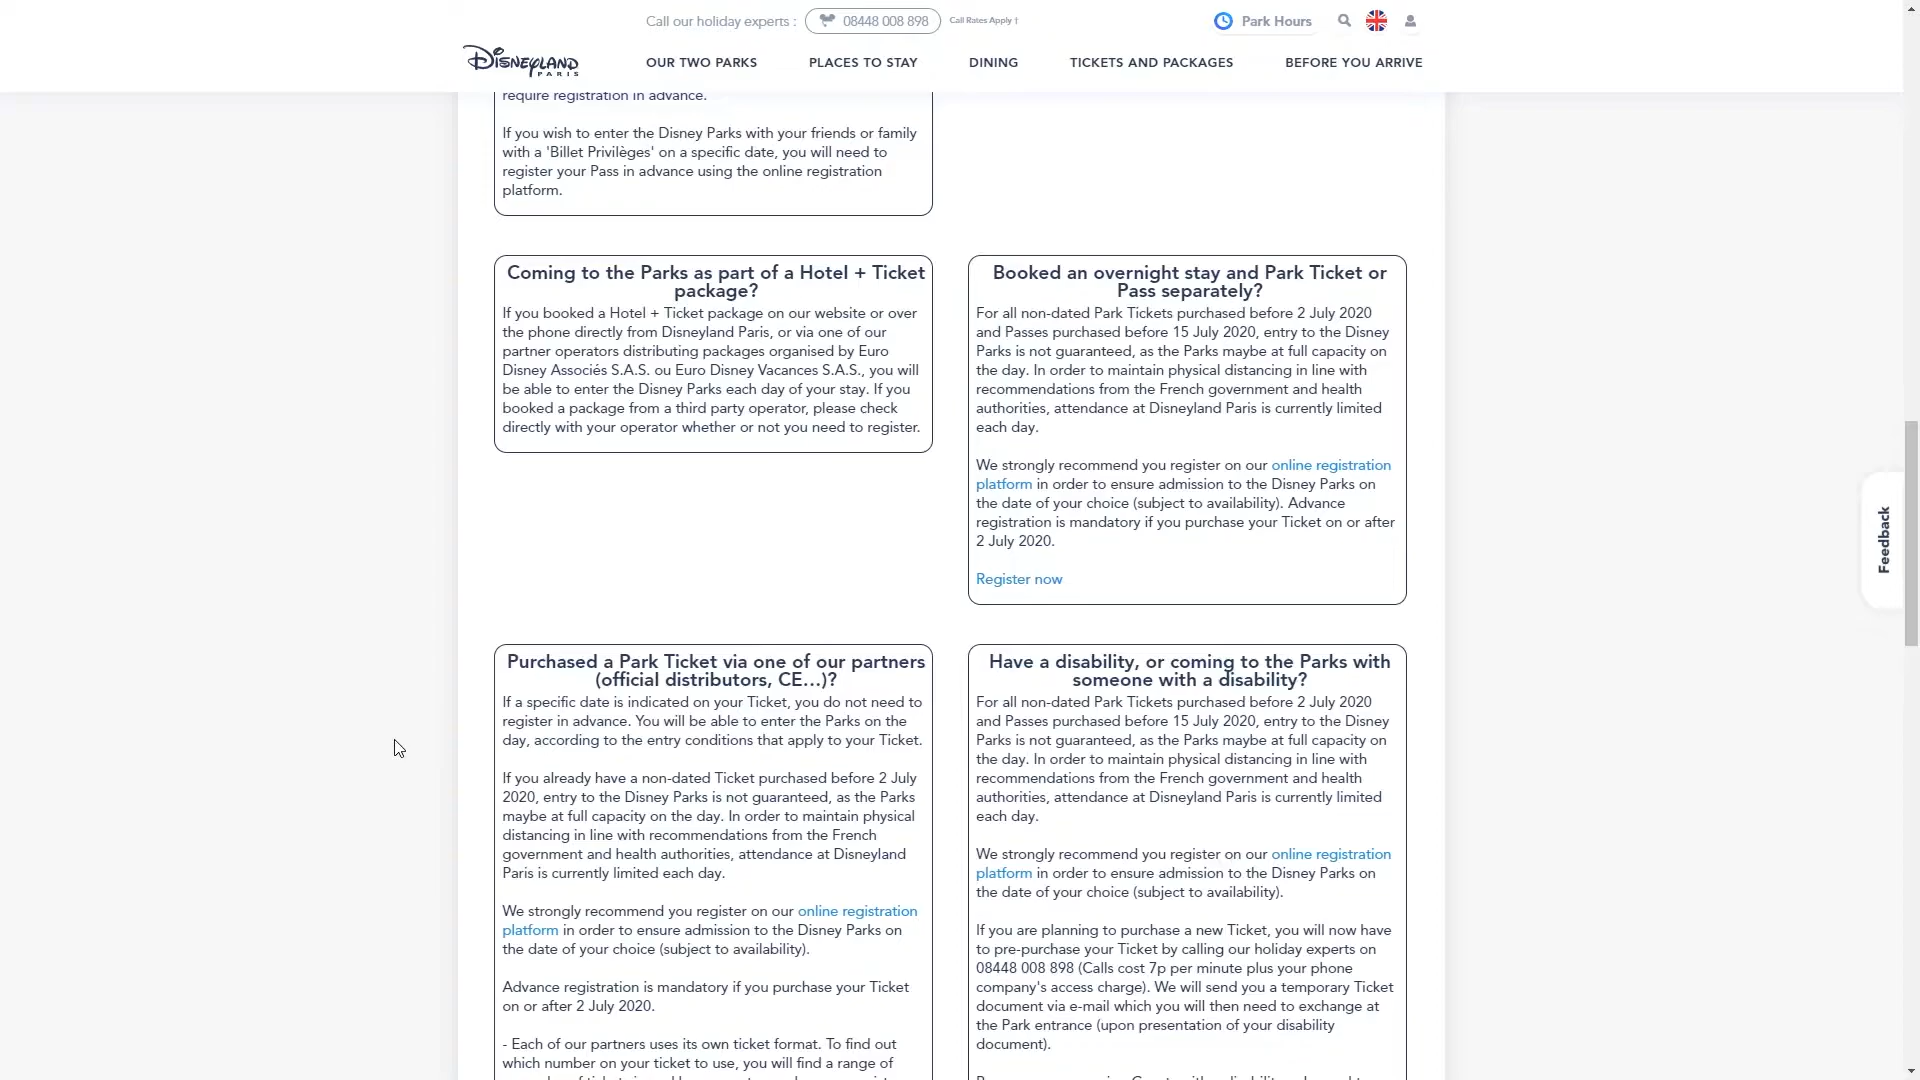 Call our holiday experts : 08448 008 898 Call Rates Apply †
Park Hours
Disneyland
PARIS
OUR TWO PARKS PLACES TO STAY DINING TICKETS AND PACKAGES BEFORE YOU ARRIVE
require registration in advance.
If you wish to enter the Disney Parks with your friends or family
with a 'Billet Privilèges' on a specific date, you will need to
register your Pass in advance using the online registration
platform.
Coming to the Parks as part of a Hotel + Ticket
package?
If you booked a Hotel + Ticket package on our website or over
the phone directly from Disneyland Paris, or via one of our
partner operators distributing packages organised by Euro
Disney Associés S.A.S. ou Euro Disney Vacances S.A.S., you will
be able to enter the Disney Parks each day of your stay. If you
booked a package from a third party operator, please check
directly with your operator whether or not you need to register.
Booked an overnight stay and Park Ticket or
Pass separately?
For all non-dated Park Tickets purchased before 2 July 2020
and Passes purchased before 15 July 2020, entry to the Disney
Parks is not guaranteed, as the Parks maybe at full capacity on
the day. In order to maintain physical distancing in line with
recommendations from the French government and health
authorities, attendance at Disneyland Paris is currently limited
each day.
We strongly recommend you register on our online registration
platform in order to ensure admission to the Disney Parks on
the date of your choice (subject to availability). Advance
registration is mandatory if you purchase your Ticket on or after
2 July 2020.
Register now
Purchased a Park Ticket via one of our partners
(official distributors, CE...)?
If a specific date is indicated on your Ticket, you do not need to
register in advance. You will be able to enter the Parks on the
day, according to the entry conditions that apply to your Ticket.
If you already have a non-dated Ticket purchased before 2 July
2020, entry to the Disney Parks is not guaranteed, as the Parks
maybe at full capacity on the day. In order to maintain physical
distancing in line with recommendations from the French
government and health authorities, attendance at Disneyland
Paris is currently limited each day.
We strongly recommend you register on our online registration
platform in order to ensure admission to the Disney Parks on
the date of your choice (subject to availability).
Advance registration is mandatory if you purchase your Ticket
on or after 2 July 2020.
- Each of our partners uses its own ticket format. To find out
which number on your ticket to use, you will find a range of
Have a disability, or coming to the Parks with
someone with a disability?
For all non-dated Park Tickets purchased before 2 July 2020
and Passes purchased before 15 July 2020, entry to the Disney
Parks is not guaranteed, as the Parks maybe at full capacity on
the day. In order to maintain physical distancing in line with
recommendations from the French government and health
authorities, attendance at Disneyland Paris is currently limited
each day.
We strongly recommend you register on our online registration
platform in order to ensure admission to the Disney Parks on
the date of your choice (subject to availability).
If you are planning to purchase a new Ticket, you will now have
to pre-purchase your Ticket by calling our holiday experts on
08448 008 898 (Calls cost 7p per minute plus your phone
company's access charge). We will send you a temporary Ticket
document via e-mail which you will then need to exchange at
the Park entrance (upon presentation of your disability
document).
Feedback